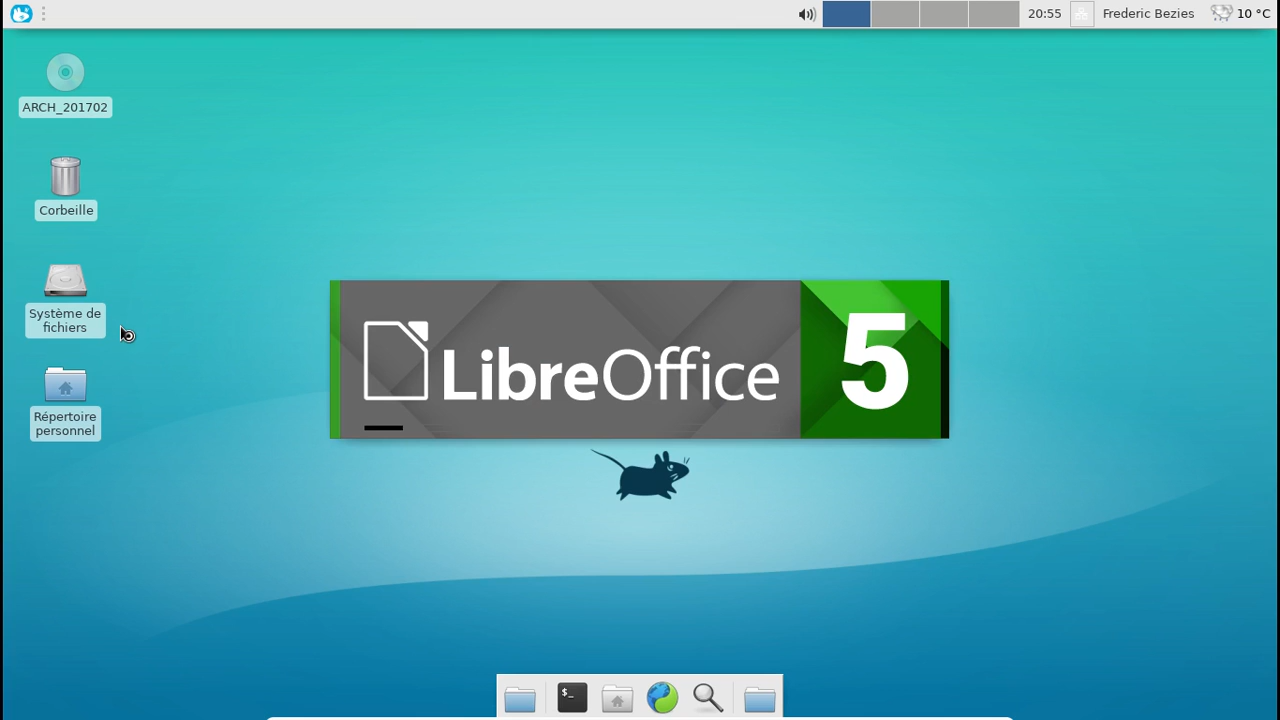 20:55
Frederic Bezies
10 °C
ARCH_201702
Corbeille
Système de
fichiers
Répertoire
personnel
LibreOffice
5
$_